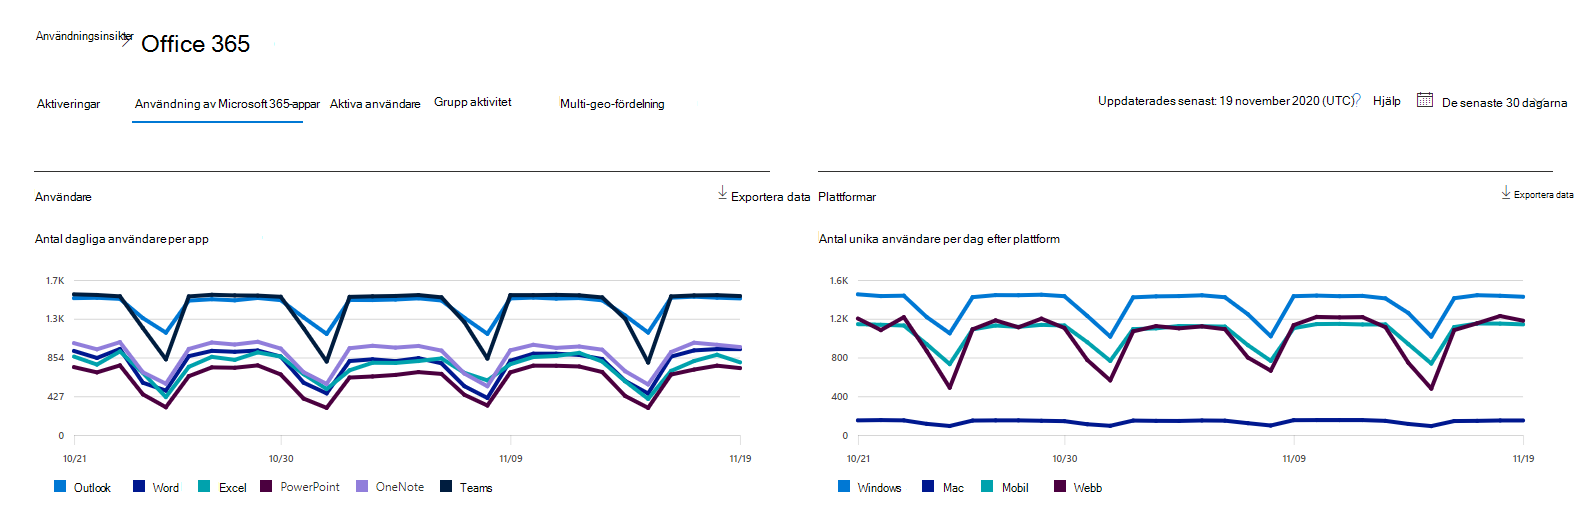 Användningsinsikter
Office 365
Aktiveringar Användning av Microsoft 365-appar Aktiva användare Grupp aktivitet Multi-geo-fördelning Uppdaterades senast: 19 november 2020 (UTC) Hjälp De senaste 30 dagarna
Användare Exportera data Plattformar Exportera data
Antal dagliga användare per app
1.7K
1.3K
854
427
0
10/21 10/30 11/09 11/19
Outlook Word Excel PowerPoint OneNote Teams
Antal unika användare per dag efter plattform
1.6K
1.2K
800
400
0
10/21 10/30 11/09 11/19
Windows Mac Mobil Webb